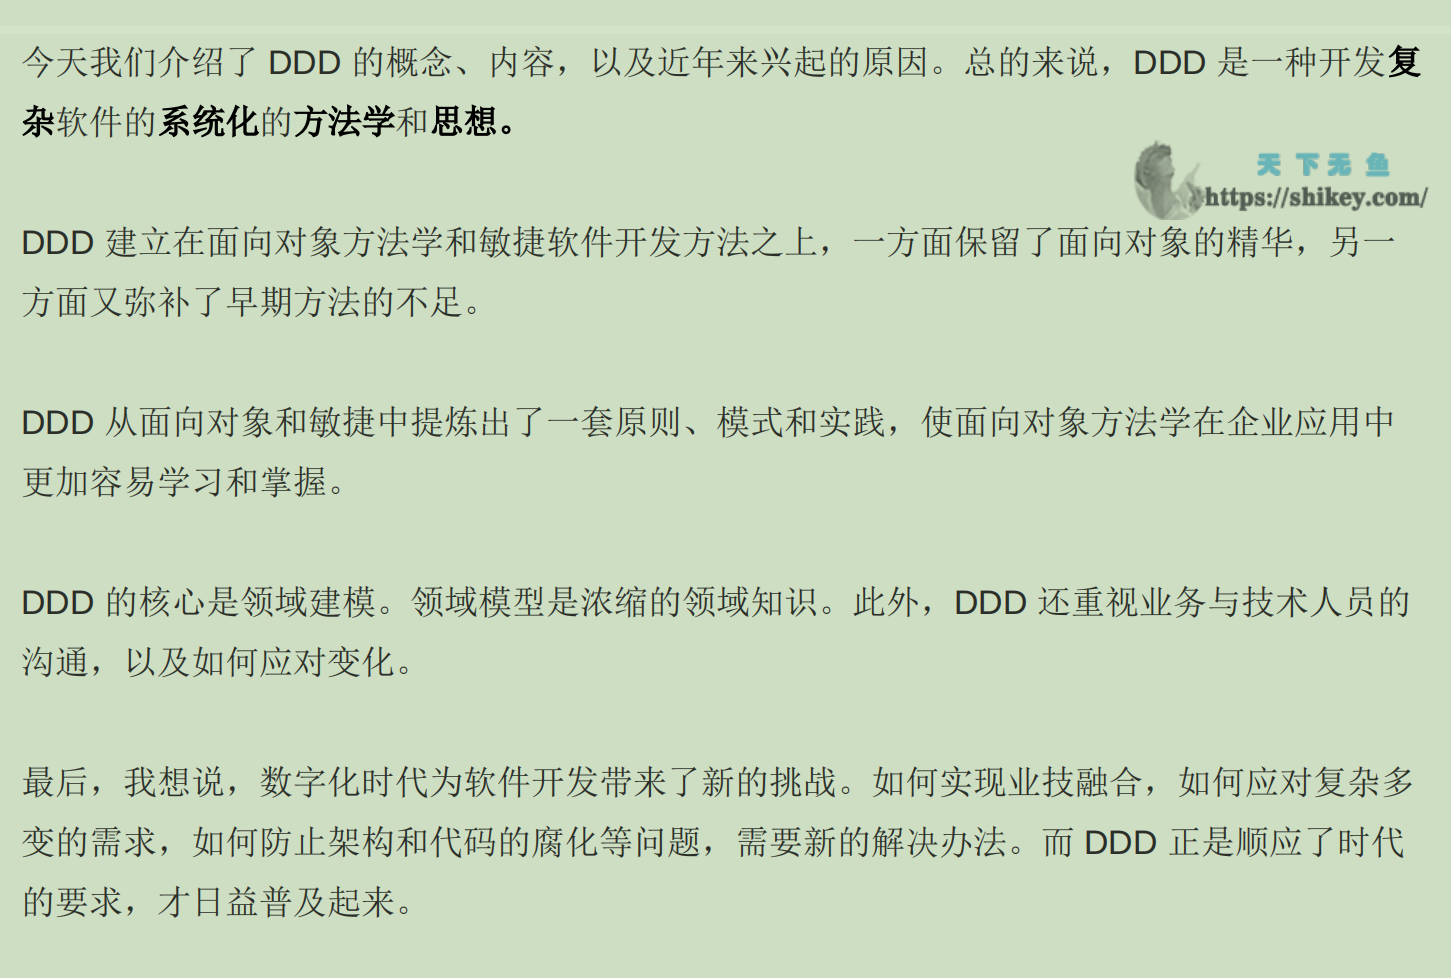 今天我们介绍了 DDD 的概念、内容，以及近年来兴起的原因。总的来说，DDD 是一种开发复
杂软件的系统化的方法学和思想。
天下无鱼
https://shikey.com/
DDD 建立在面向对象方法学和敏捷软件开发方法之上，一方面保留了面向对象的精华，另一
方面又弥补了早期方法的不足。
DDD 从面向对象和敏捷中提炼出了一套原则、模式和实践，使面向对象方法学在企业应用中
更加容易学习和掌握。
DDD 的核心是领域建模。领域模型是浓缩的领域知识。此外，DDD 还重视业务与技术人员的
沟通，以及如何应对变化。
最后，我想说，数字化时代为软件开发带来了新的挑战。如何实现业技融合，如何应对复杂多
变的需求，如何防止架构和代码的腐化等问题，需要新的解决办法。而 DDD 正是顺应了时代
的要求，才日益普及起来。